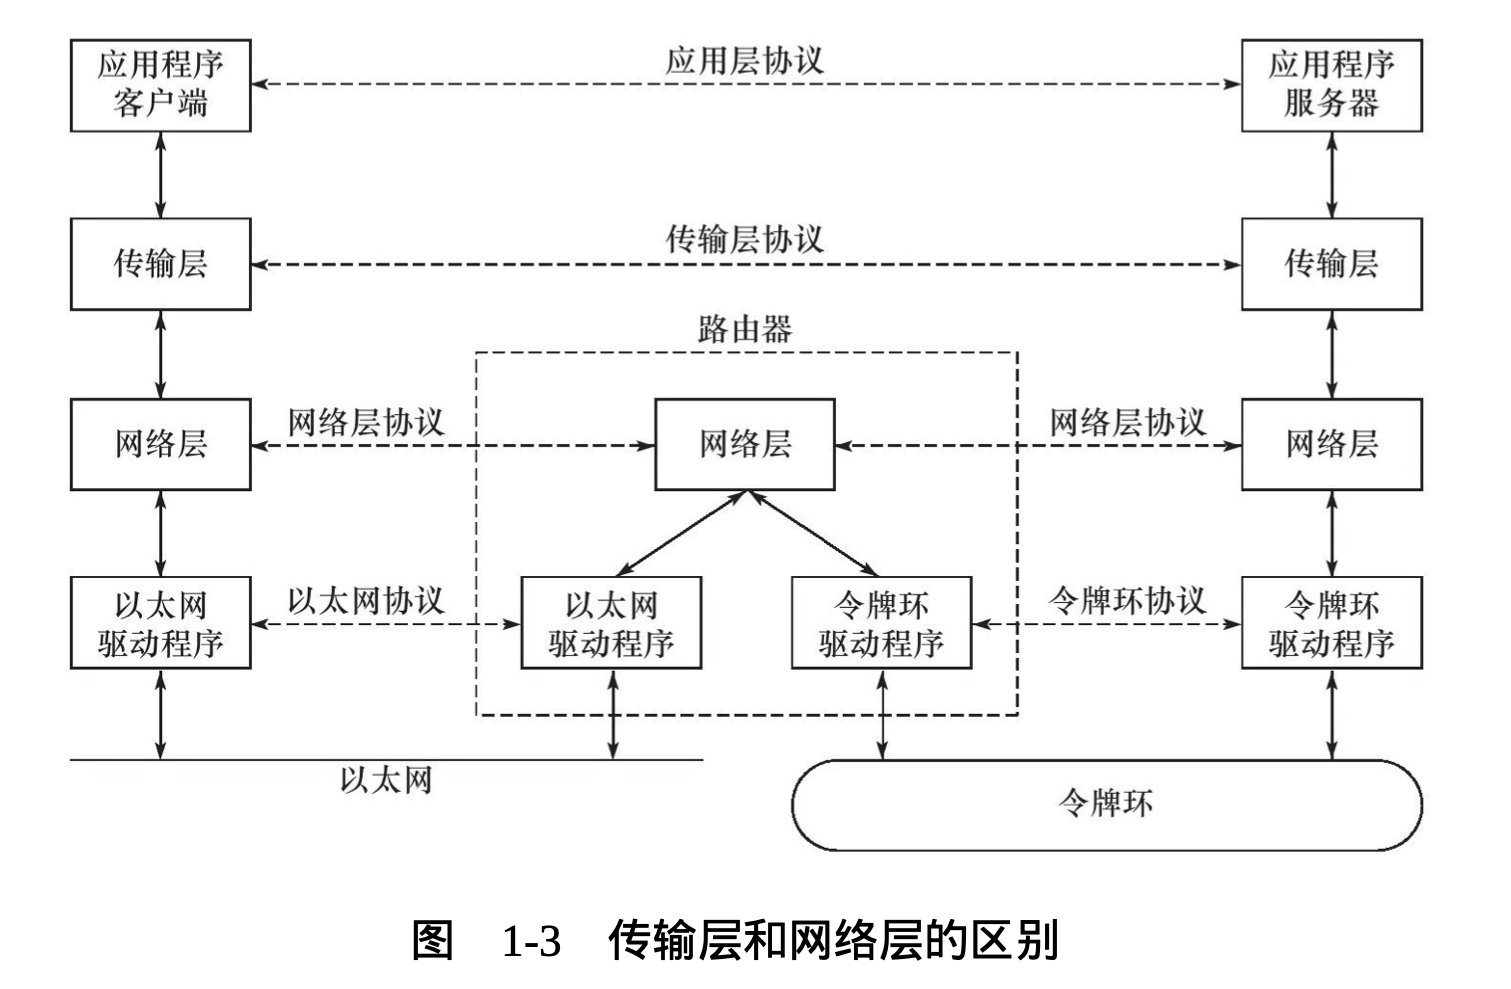 应用程序
客户端
应用层协议
应用程序
服务器
传输层
传输层协议
传输层
路由器
网络层
网络层协议
网络层
网络层协议
网络层
以太网
驱动程序
以太网协议
以太网
驱动程序
令牌环
驱动程序
令牌环协议
令牌环
驱动程序
以太网
令牌环
图 1-3 传输层和网络层的区别